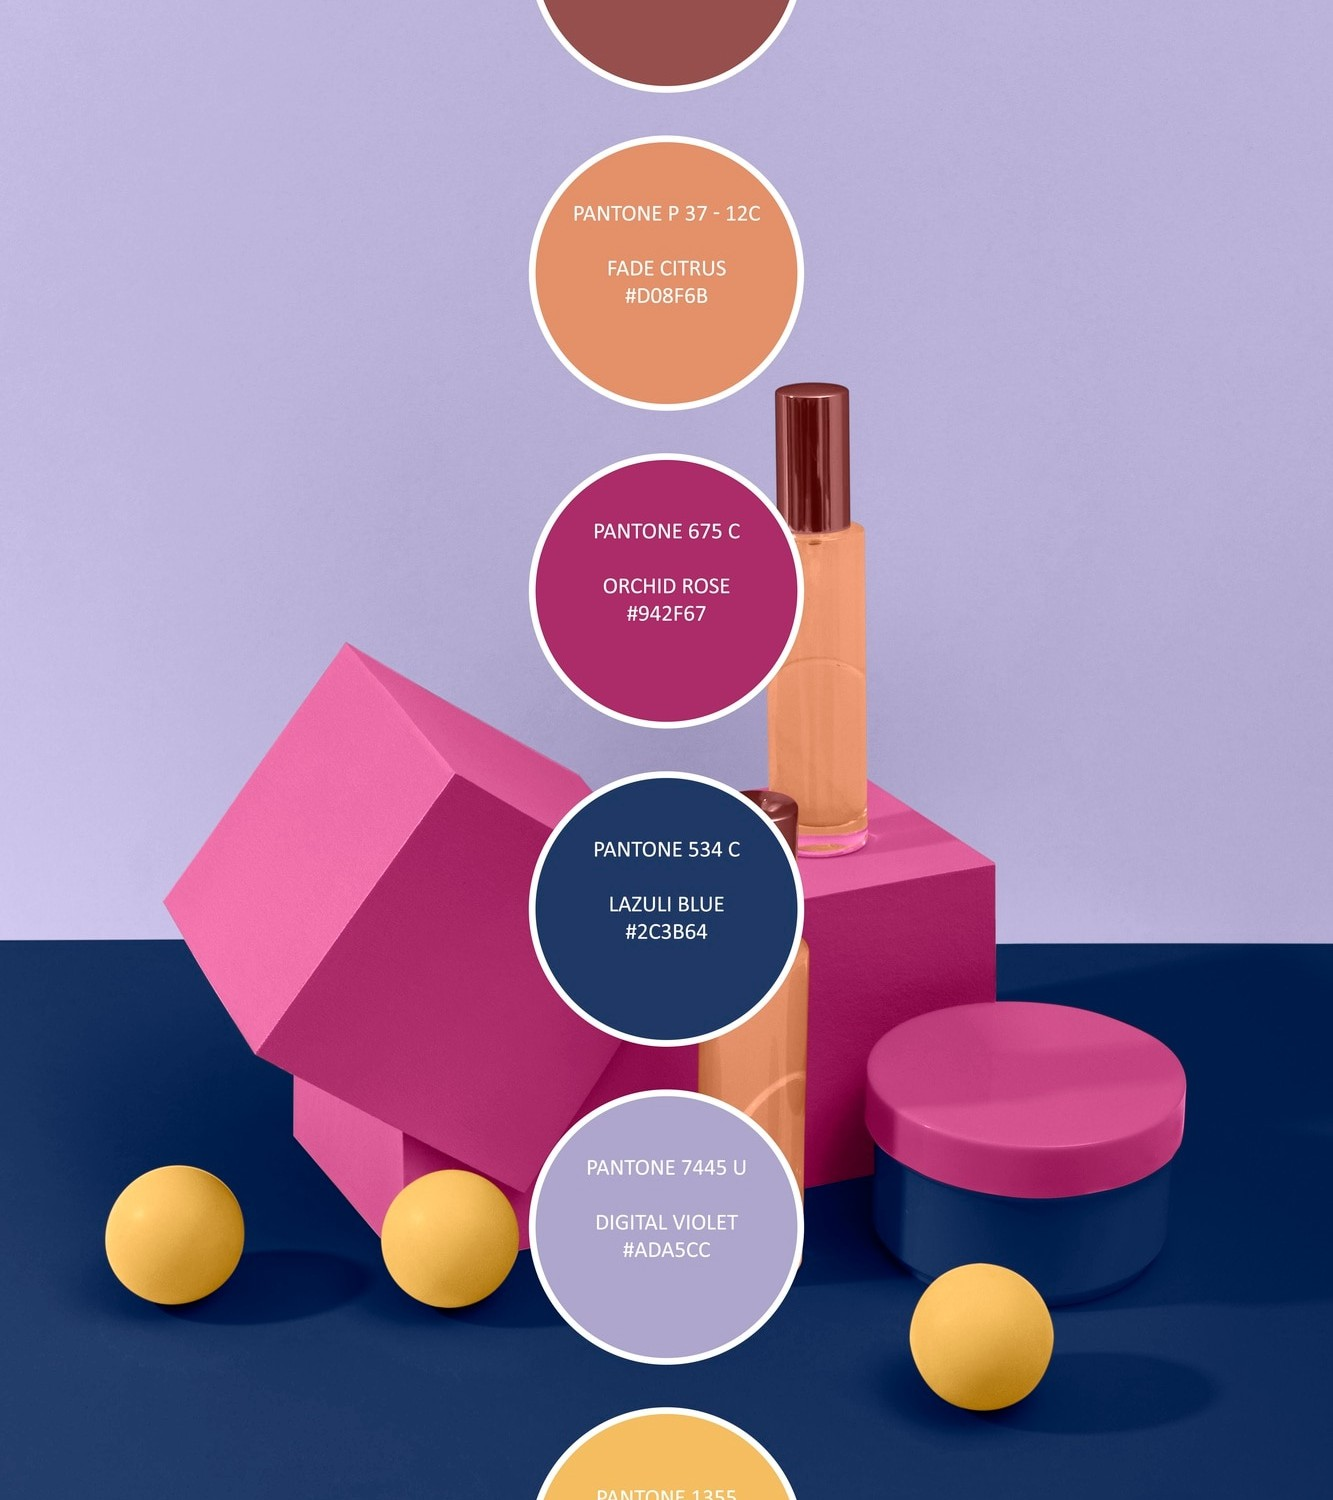 PANTONE P 37 - 12C
FADE CITRUS
#D08F6B
PANTONE 675 C
ORCHID ROSE
#942F67
PANTONE 534 C
LAZULI BLUE
#2C3B64
PANTONE 7445 U
DIGITAL VIOLET
#ADA5CC
PANTONE 1355